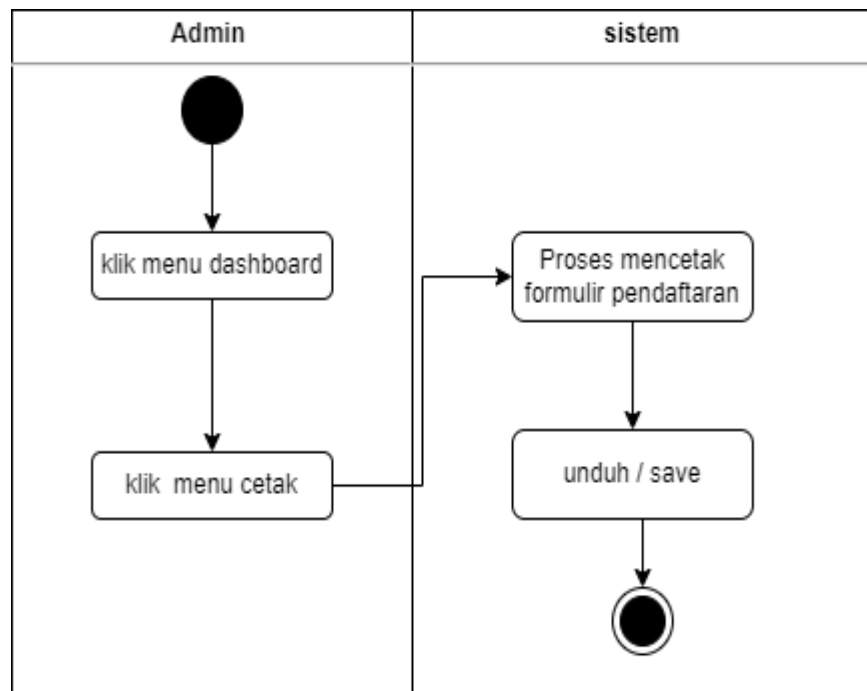 Admin
sistem
klik menu dashboard
Proses mencetak
formulir pendaftaran
klik menu cetak
unduh / save